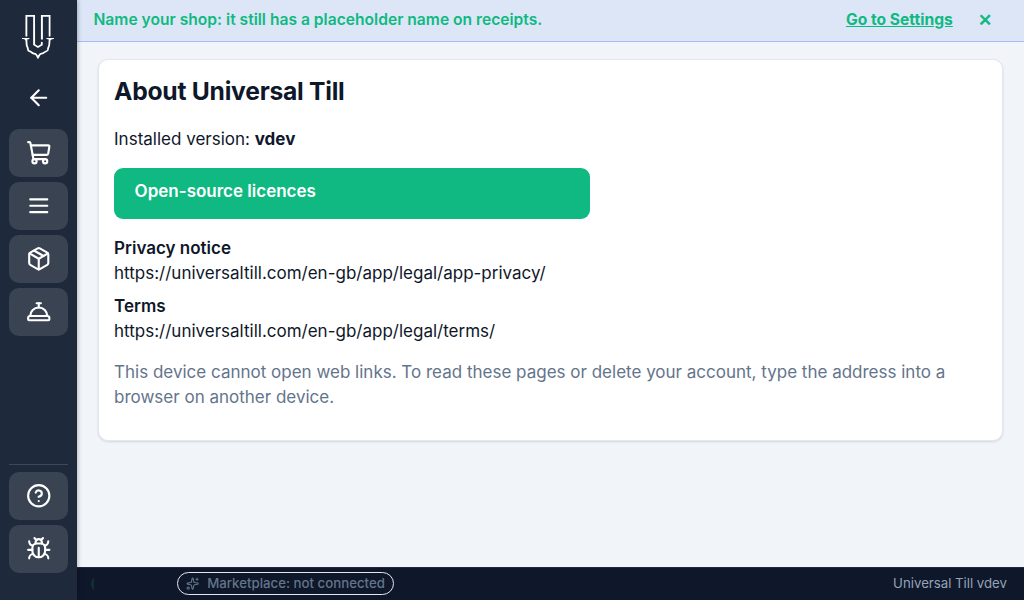 Name your shop: it still has a placeholder name on receipts.
Go to Settings
About Universal Till
Installed version: vdev
Open-source licences
Privacy notice
https://universaltill.com/en-gb/app/legal/app-privacy/
Terms
https://universaltill.com/en-gb/app/legal/terms/
This device cannot open web links. To read these pages or delete your account, type the address into a
browser on another device.
Marketplace: not connected
Universal Till vdev